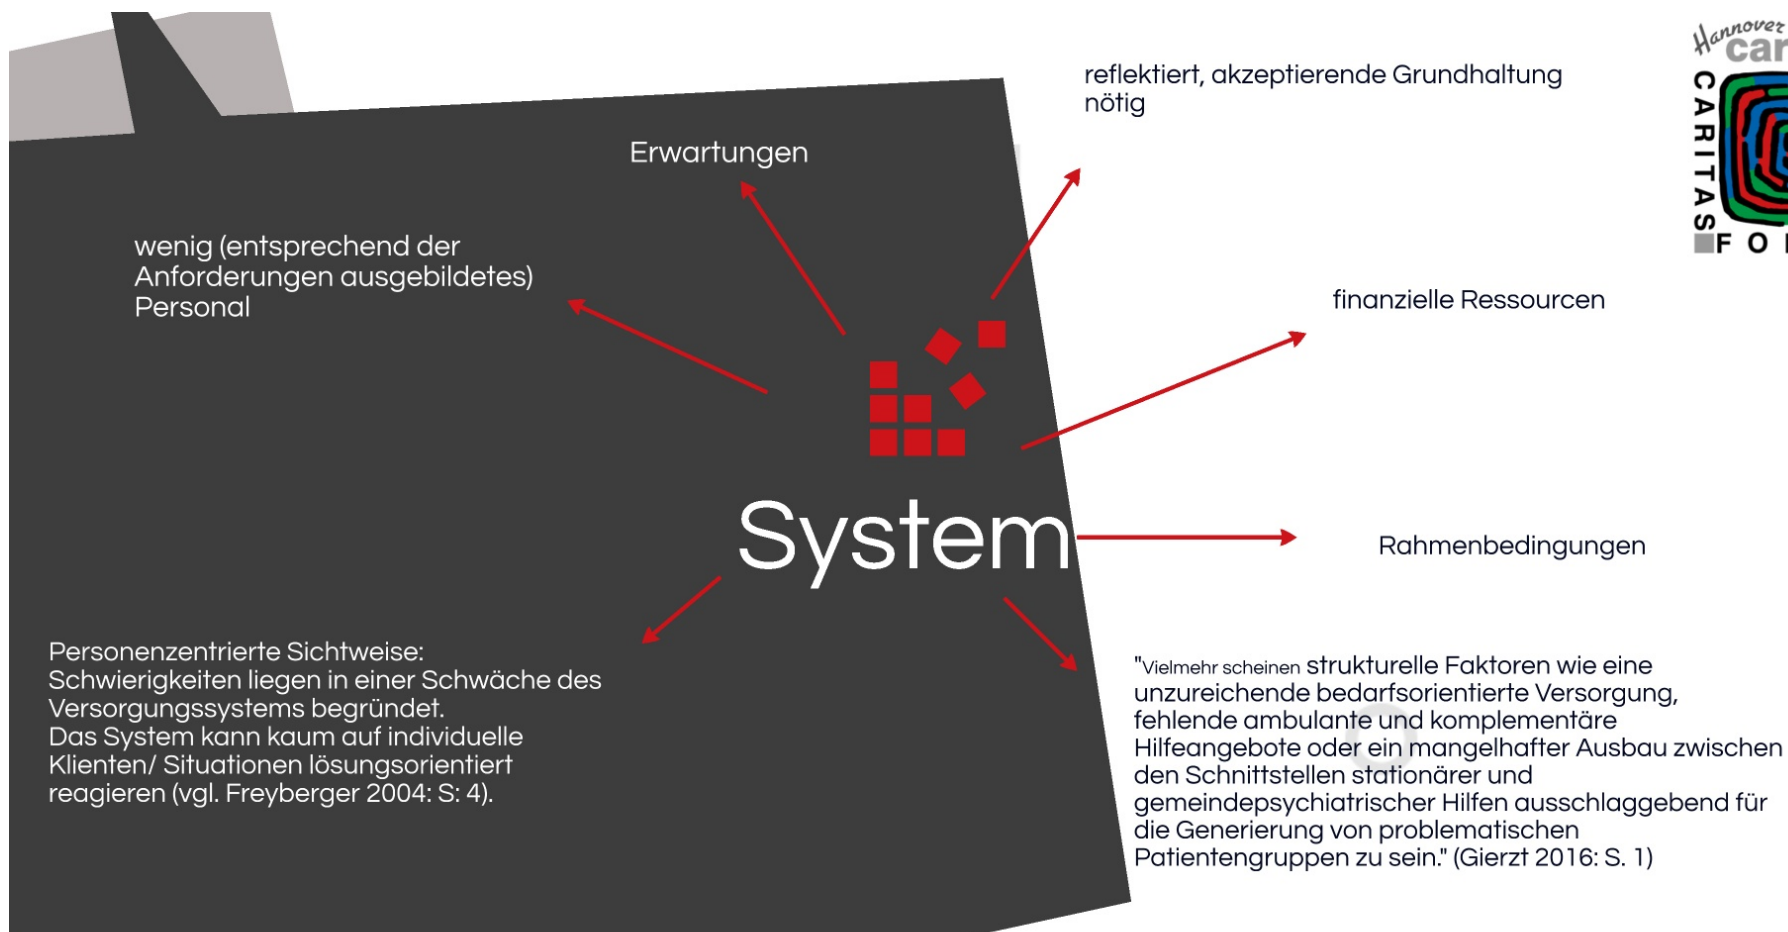 Hannover
car
CARITAS
FO
reflektiert, akzeptierende Grundhaltung
nötig
Erwartungen
wenig (entsprechend der
Anforderungen ausgebildetes)
Personal
finanzielle Ressourcen
System
Rahmenbedingungen
Personenzentrierte Sichtweise:
Schwierigkeiten liegen in einer Schwäche des
Versorgungssystems begründet.
Das System kann kaum auf individuelle
Klienten/ Situationen lösungsorientiert
reagieren (vgl. Freyberger 2004: S: 4).
"Vielmehr scheinen strukturelle Faktoren wie eine
unzureichende bedarfsorientierte Versorgung,
fehlende ambulante und komplementäre
Hilfeangebote oder ein mangelhafter Ausbau zwischen
den Schnittstellen stationärer und
gemeindepsychiatrischer Hilfen ausschlaggebend für
die Generierung von problematischen
Patientengruppen zu sein." (Gierzt 2016: S. 1)